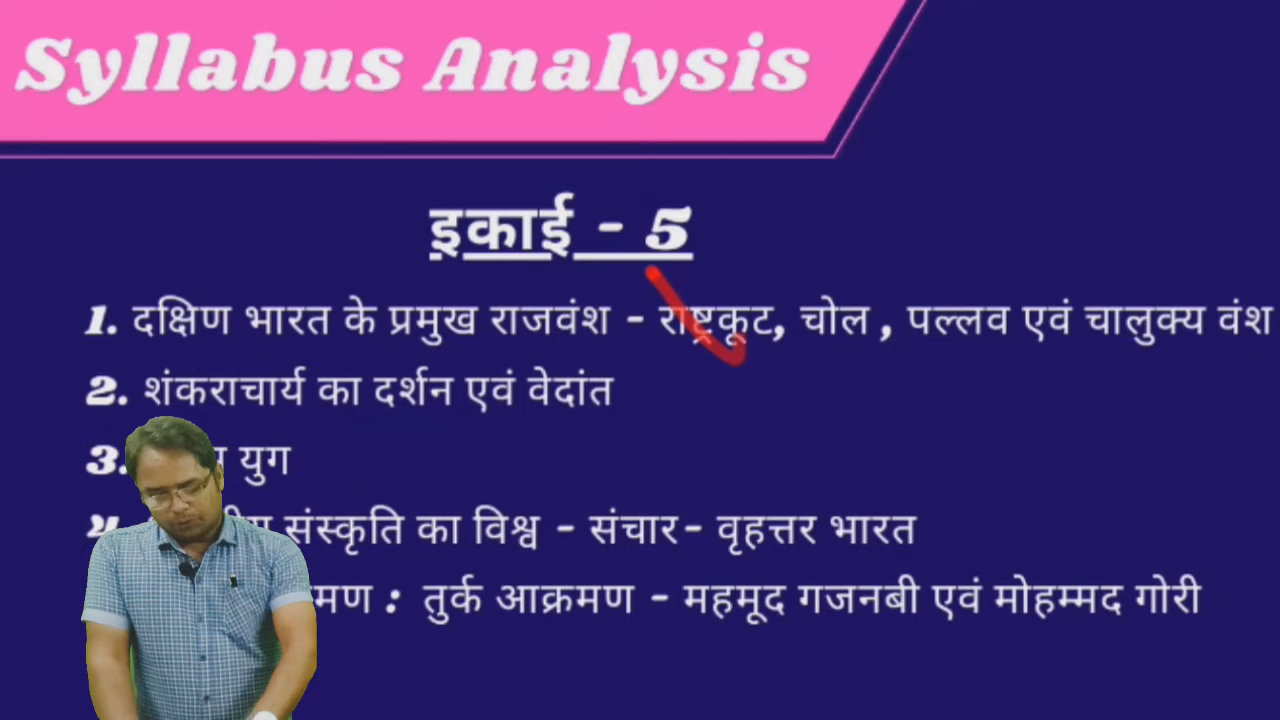 Syllabus Analysis
इकाई - 5
1. दक्षिण भारत के प्रमुख राजवंश - राष्ट्रकूट, चोल , पल्लव एवं चालुक्य वंश
2. शंकराचार्य का दर्शन एवं वेदांत
3. युग
4. संस्कृति का विश्व - संचार- वृहत्तर भारत
: तुर्क आक्रमण - महमूद गजनबी एवं मोहम्मद गोरी